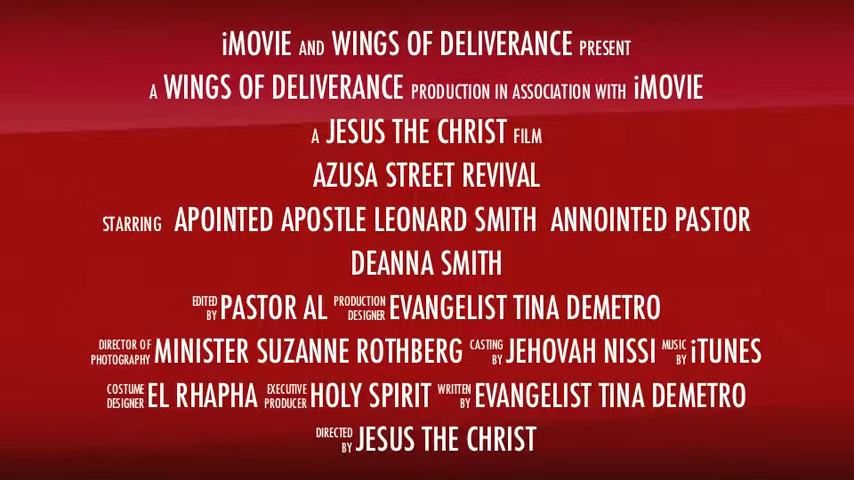 iMOVIE AND WINGS OF DELIVERANCE PRESENT
A WINGS OF DELIVERANCE PRODUCTION IN ASSOCIATION WITH iMOVIE
A JESUS THE CHRIST FILM
AZUSA STREET REVIVAL
STARRING APOINTED APOSTLE LEONARD SMITH ANNOINTED PASTOR
DEANNA SMITH
EDITED BY PASTOR AL PRODUCTION DESIGNER EVANGELIST TINA DEMETRO
DIRECTOR OF PHOTOGRAPHY MINISTER SUZANNE ROTHBERG CASTING BY JEHOVAH NISSI MUSIC BY iTUNES
COSTUME DESIGNER EL RHAPHA EXECUTIVE PRODUCER HOLY SPIRIT WRITTEN BY EVANGELIST TINA DEMETRO
DIRECTED BY JESUS THE CHRIST